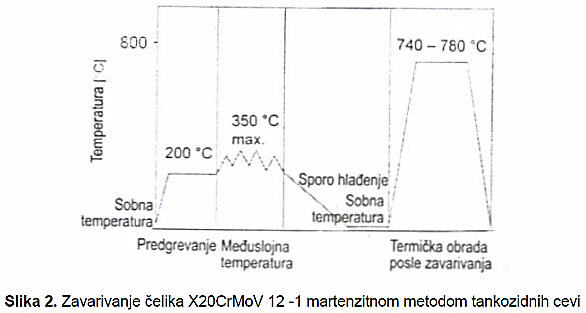 800
Temperatura [°C]
740 – 780 °C
350 °C
max.
200 °C
Sporo hlađenje
Sobna
temperatura
Sobna
temperatura
Predgrevanje
Međuslojna
temperatura
Termička obrada
posle zavarivanja
Slika 2. Zavarivanje čelika X20CrMoV 12 -1 martenzitnom metodom tankozidnih cevi